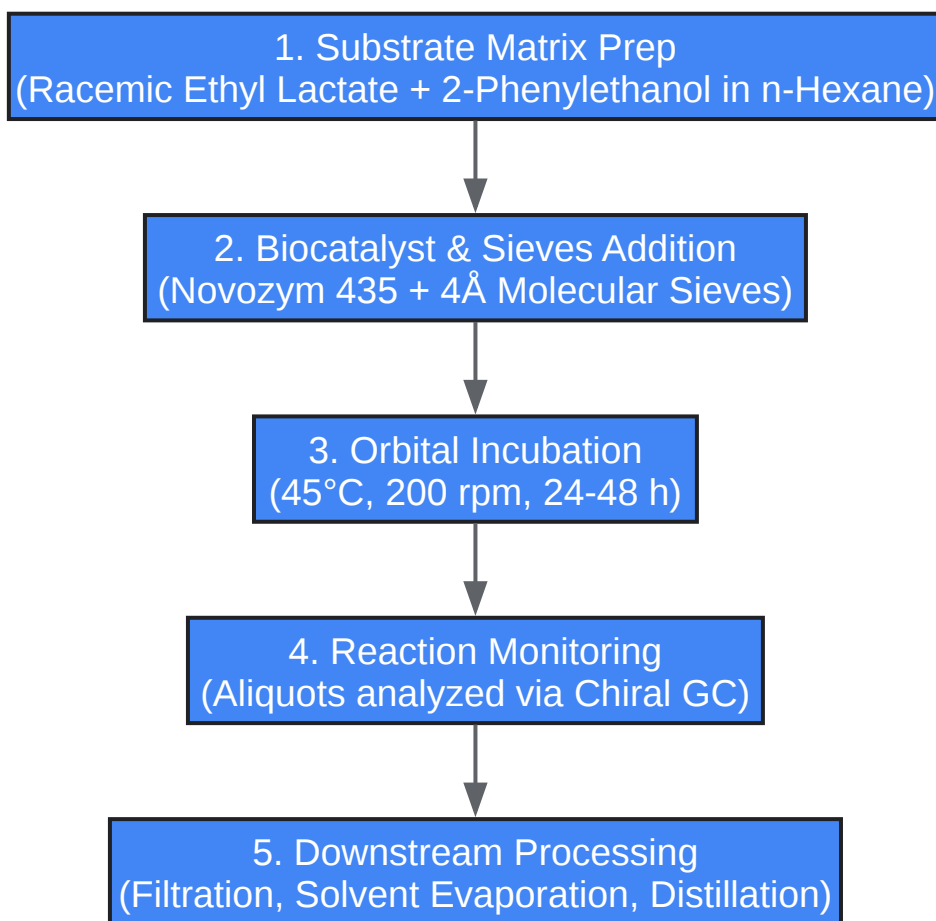 1. Substrate Matrix Prep
(Racemic Ethyl Lactate + 2-Phenylethanol in n-Hexane)
2. Biocatalyst & Sieves Addition
(Novozym 435 + 4Å Molecular Sieves)
3. Orbital Incubation
(45°C, 200 rpm, 24-48 h)
4. Reaction Monitoring
(Aliquots analyzed via Chiral GC)
5. Downstream Processing
(Filtration, Solvent Evaporation, Distillation)